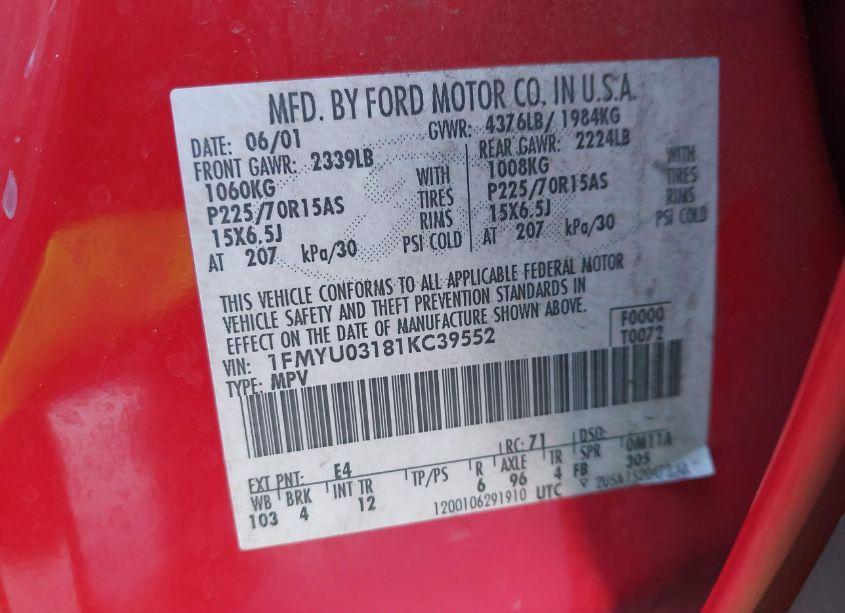 MFD. BY FORD MOTOR CO. IN U.S.A.
DATE: 06/01 GVWR: 4376LB/ 1984KG
FRONT GAWR: 2339LB REAR GAWR: 2224LB
1060KG WITH 1008KG WITH
P225/70R15AS TIRES P225/70R15AS TIRES
15X6.5J RINS 15X6.5J RINS
AT 207 kPa/30 PSI COLD AT 207 kPa/30 PSI COLD
THIS VEHICLE CONFORMS TO ALL APPLICABLE FEDERAL MOTOR
VEHICLE SAFETY AND THEFT PREVENTION STANDARDS IN
EFFECT ON THE DATE OF MANUFACTURE SHOWN ABOVE.
VIN: 1FMYU03181KC39552 F0000
TYPE: MPV T0072
EXT PNT: E4 RC: 71 DSO:
WB BRK INT TR TP/PS R AXLE TR SPR 0M11A
103 4 12 6 96 4 FB 305
1200106291910 UTC